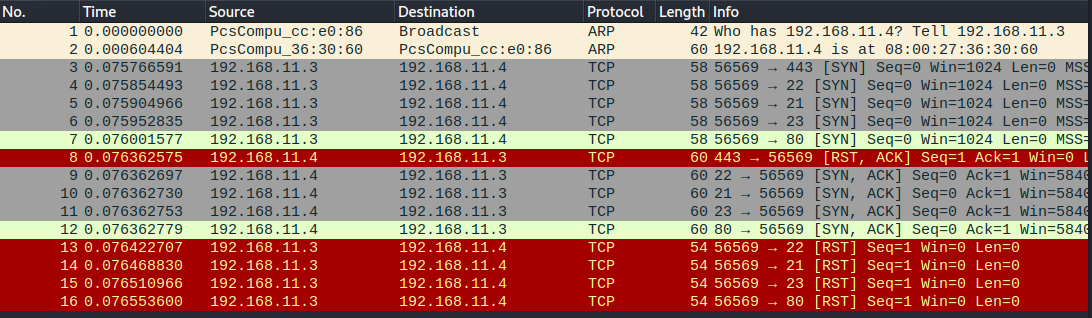 No. Time Source Destination Protocol Length Info
1 0.000000000 PcsCompu_cc:e0:86 Broadcast ARP 42 Who has 192.168.11.4? Tell 192.168.11.3
2 0.000604404 PcsCompu_36:30:60 PcsCompu_cc:e0:86 ARP 60 192.168.11.4 is at 08:00:27:36:30:60
3 0.075766591 192.168.11.3 192.168.11.4 TCP 58 56569 → 443 [SYN] Seq=0 Win=1024 Len=0 MSS=
4 0.075854493 192.168.11.3 192.168.11.4 TCP 58 56569 → 22 [SYN] Seq=0 Win=1024 Len=0 MSS=
5 0.075904966 192.168.11.3 192.168.11.4 TCP 58 56569 → 21 [SYN] Seq=0 Win=1024 Len=0 MSS=
6 0.075952835 192.168.11.3 192.168.11.4 TCP 58 56569 → 23 [SYN] Seq=0 Win=1024 Len=0 MSS=
7 0.076001577 192.168.11.3 192.168.11.4 TCP 58 56569 → 80 [SYN] Seq=0 Win=1024 Len=0 MSS=
8 0.076362575 192.168.11.4 192.168.11.3 TCP 60 443 → 56569 [RST, ACK] Seq=1 Ack=1 Win=0 L
9 0.076362697 192.168.11.4 192.168.11.3 TCP 60 22 → 56569 [SYN, ACK] Seq=0 Ack=1 Win=5840
10 0.076362730 192.168.11.4 192.168.11.3 TCP 60 21 → 56569 [SYN, ACK] Seq=0 Ack=1 Win=5840
11 0.076362753 192.168.11.4 192.168.11.3 TCP 60 23 → 56569 [SYN, ACK] Seq=0 Ack=1 Win=5840
12 0.076362779 192.168.11.4 192.168.11.3 TCP 60 80 → 56569 [SYN, ACK] Seq=0 Ack=1 Win=5840
13 0.076422707 192.168.11.3 192.168.11.4 TCP 54 56569 → 22 [RST] Seq=1 Win=0 Len=0
14 0.076468830 192.168.11.3 192.168.11.4 TCP 54 56569 → 21 [RST] Seq=1 Win=0 Len=0
15 0.076510966 192.168.11.3 192.168.11.4 TCP 54 56569 → 23 [RST] Seq=1 Win=0 Len=0
16 0.076553600 192.168.11.3 192.168.11.4 TCP 54 56569 → 80 [RST] Seq=1 Win=0 Len=0